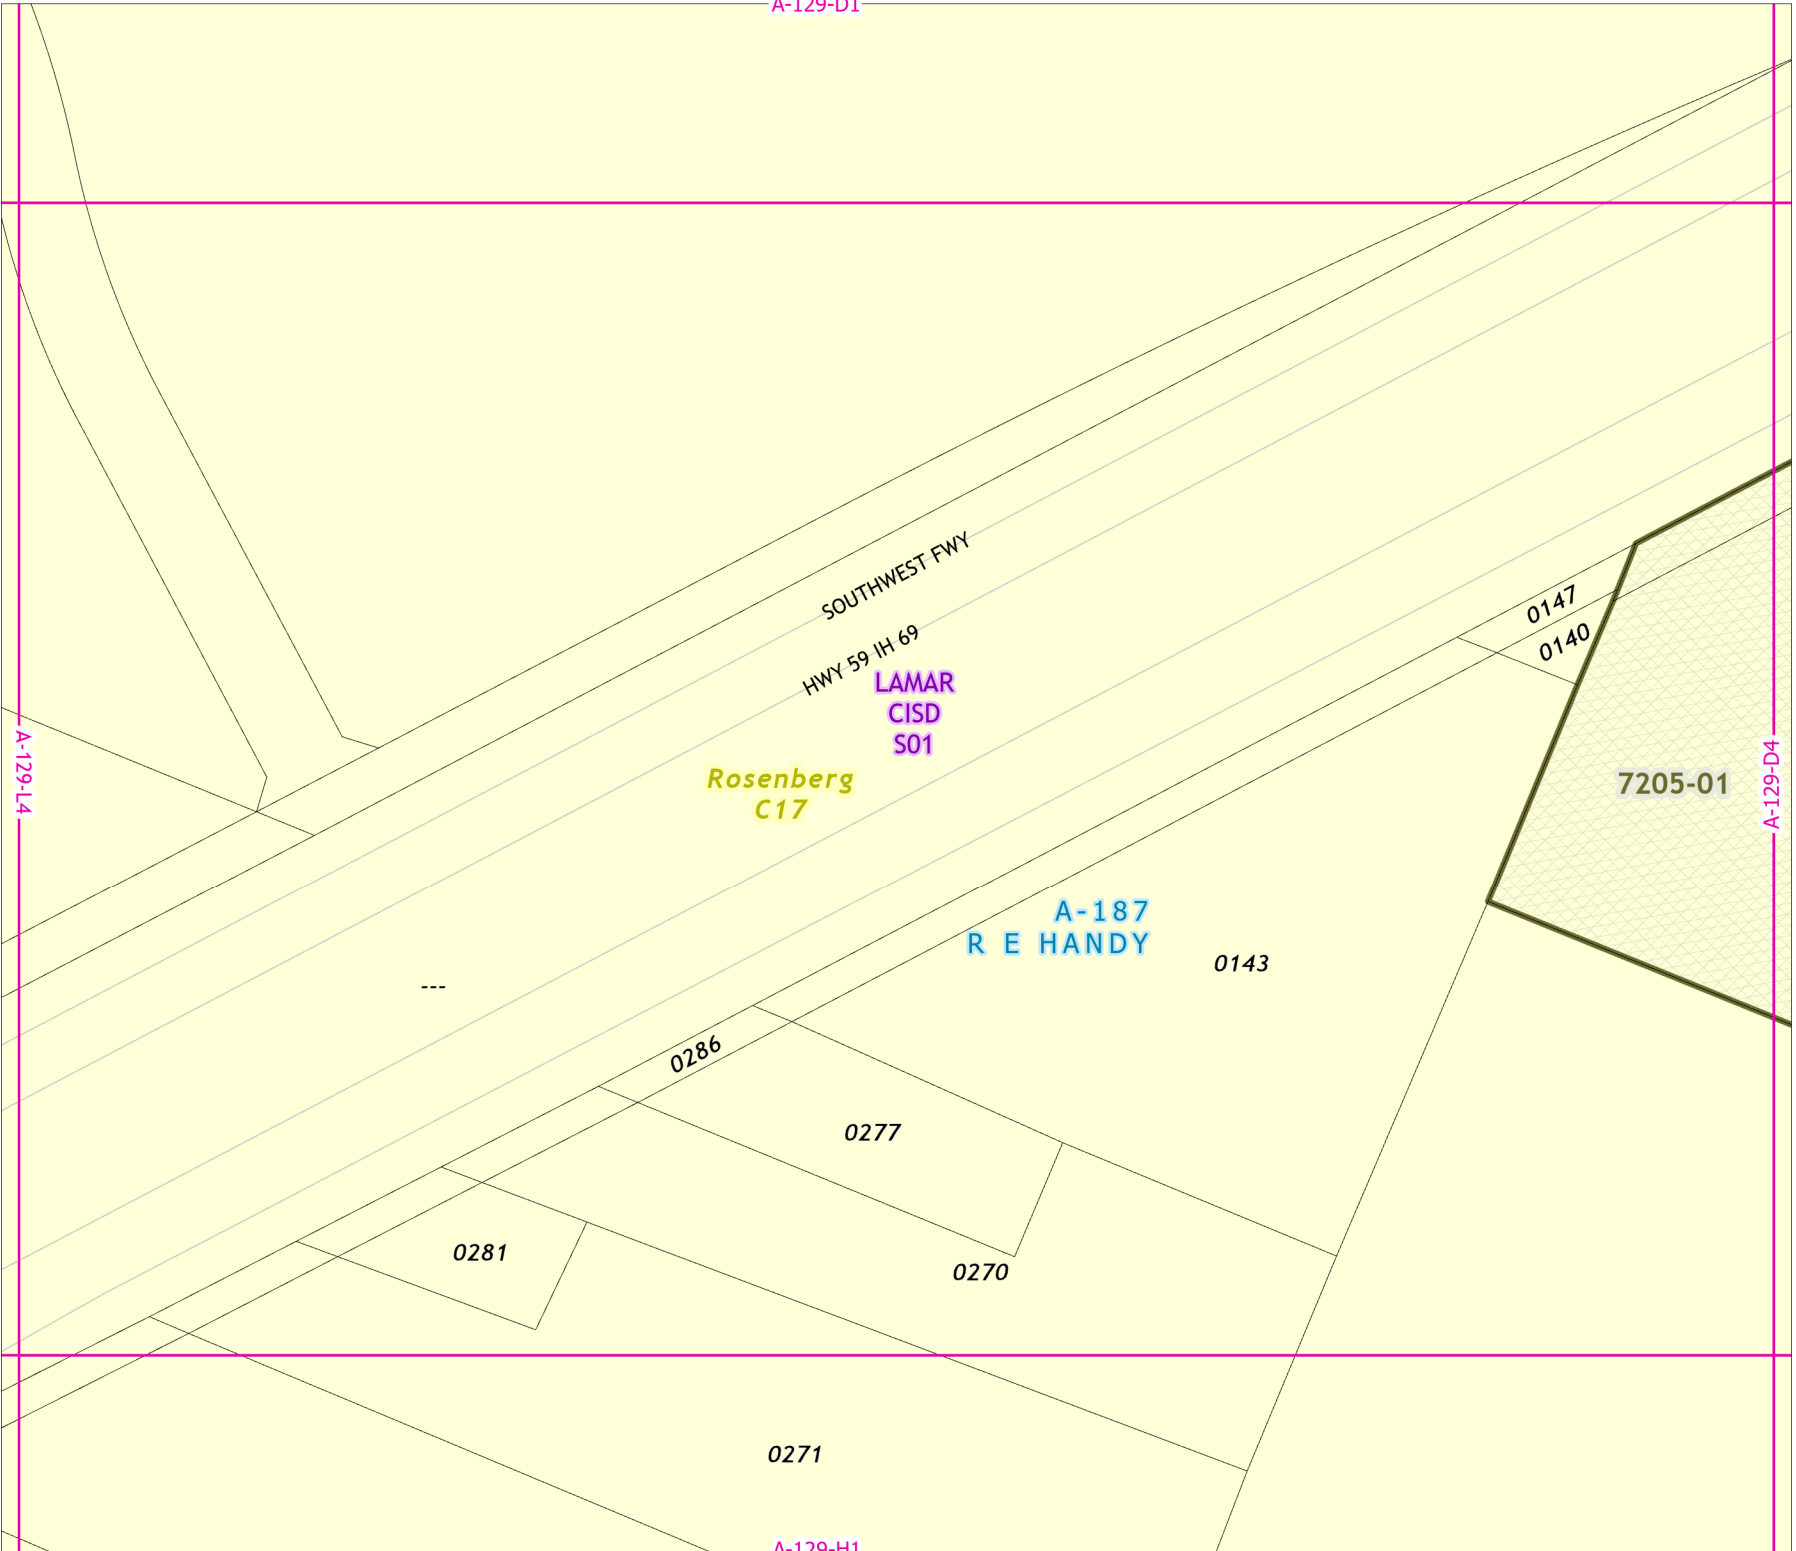 A-129-D1
SOUTHWEST FWY
HWY 59 IH 69
LAMAR
CISD
S01
Rosenberg
C17
0147
0140
7205-01
A-129-L4
A-129-D4
A-187
R E HANDY
0143
---
0286
0277
0281
0270
0271
A-129-H1